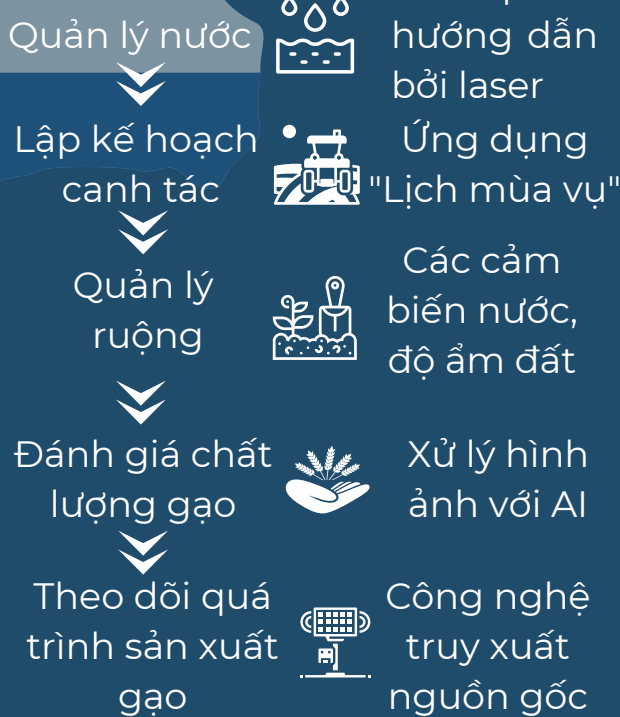 Quản lý nước
hướng dẫn
bởi laser
Lập kế hoạch
canh tác
Ứng dụng
"Lịch mùa vụ"
Quản lý
ruộng
Các cảm
biến nước,
độ ẩm đất
Đánh giá chất
lượng gạo
Xử lý hình
ảnh với AI
Theo dõi quá
trình sản xuất
gạo
Công nghệ
truy xuất
nguồn gốc